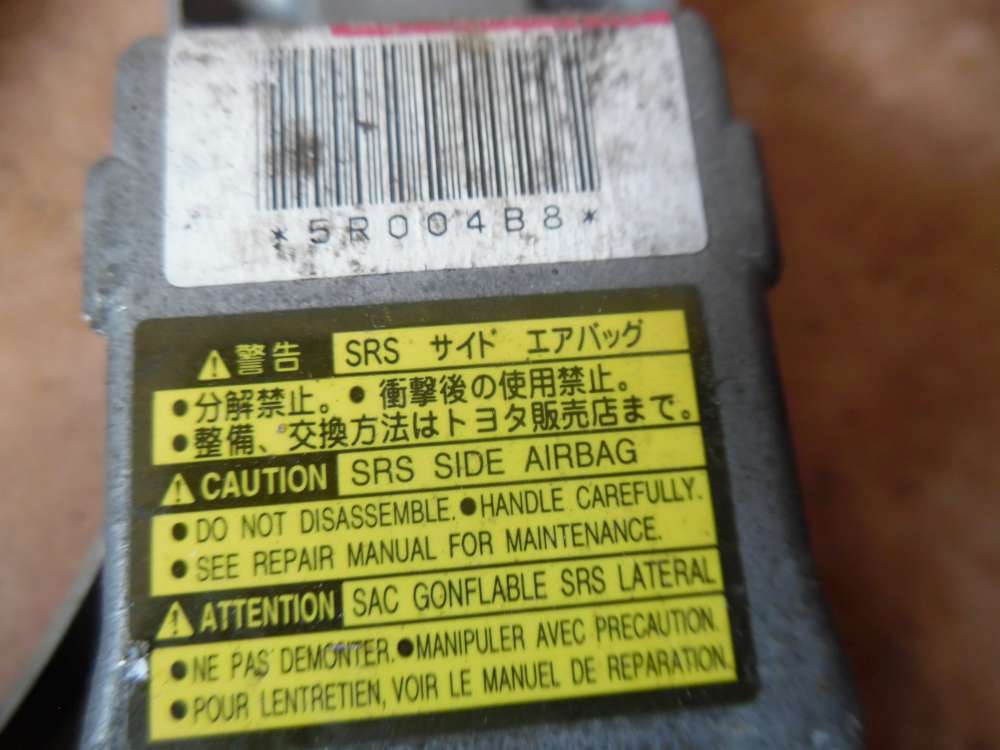 *5R004B8*
警告 SRS サイド エアバッグ
●分解禁止。●衝撃後の使用禁止。
●整備、交換方法はトヨタ販売店まで。
CAUTION SRS SIDE AIRBAG
●DO NOT DISASSEMBLE.●HANDLE CAREFULLY.
●SEE REPAIR MANUAL FOR MAINTENANCE.
ATTENTION SAC GONFLABLE SRS LATERAL
●NE PAS DEMONTER.●MANIPULER AVEC PRECAUTION.
●POUR LENTRETIEN, VOIR LE MANUEL DE REPARATION.